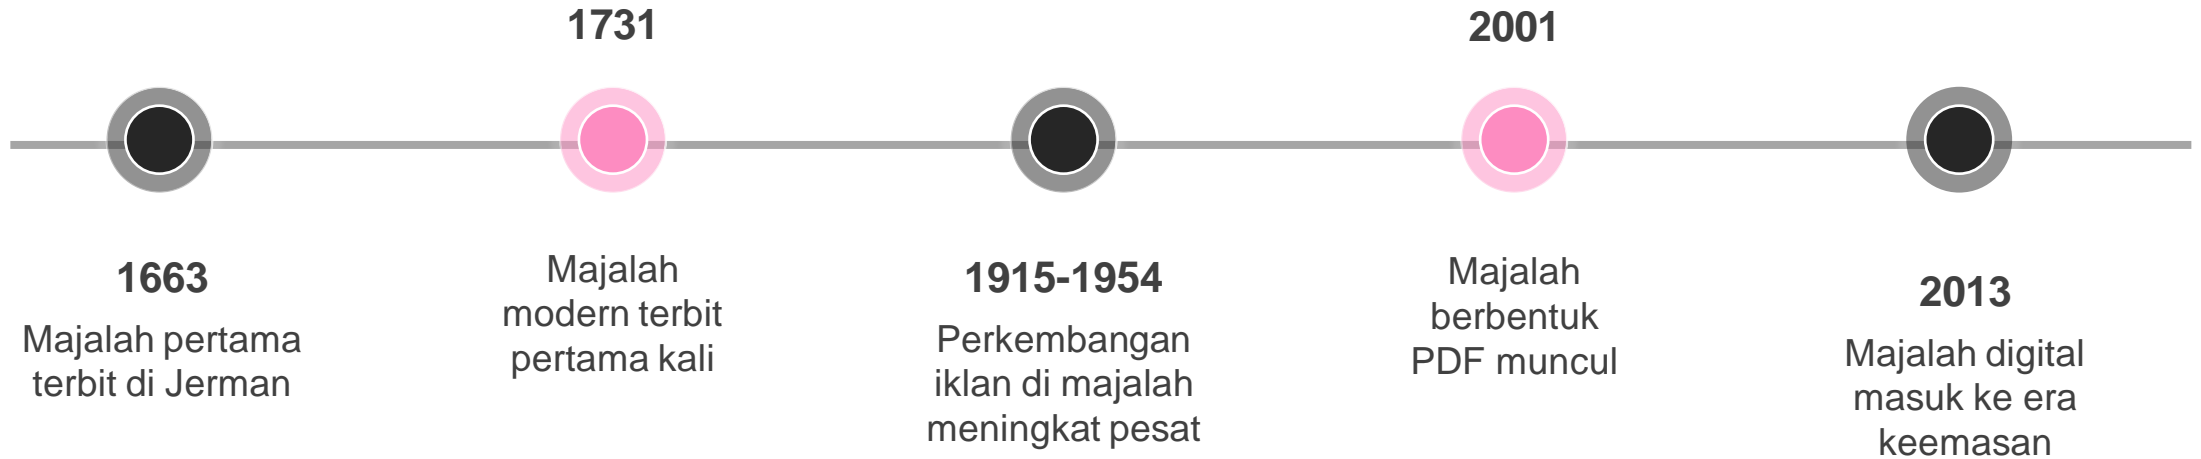 1663
Majalah pertama
terbit di Jerman
1731
Majalah
modern terbit
pertama kali
1915-1954
Perkembangan
iklan di majalah
meningkat pesat
2001
Majalah
berbentuk
PDF muncul
2013
Majalah digital
masuk ke era
keemasan